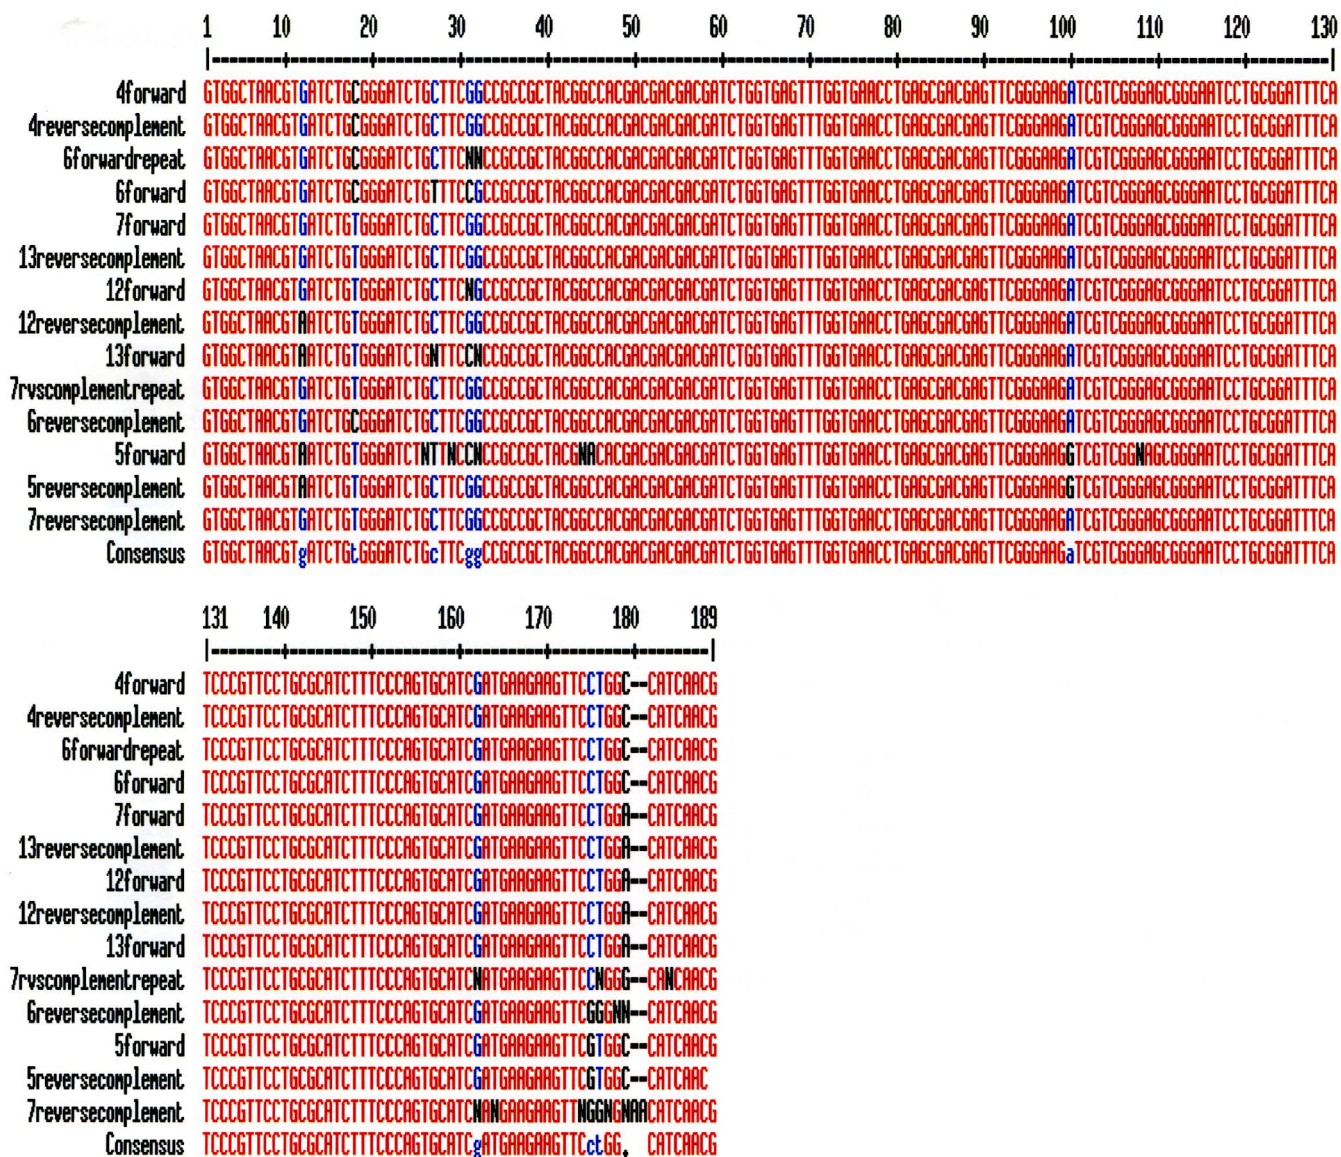 1 10 20 30 40 50 60 70 80 90 100 110 120 130
4forward GTGGCTAACGTGATCTGCGGGATCTGCTTCGGCCGCCGCTACGGCCACGACGACGACGATCTGGTGAGTTTGGTGAACCTGAGCGACGAGTTCGGGAAGATCGTCGGGAGCGGGAATCCTGCGGATTTCA
4reversecomplement GTGGCTAACGTGATCTGCGGGATCTGCTTCGGCCGCCGCTACGGCCACGACGACGACGATCTGGTGAGTTTGGTGAACCTGAGCGACGAGTTCGGGAAGATCGTCGGGAGCGGGAATCCTGCGGATTTCA
6forwardrepeat GTGGCTAACGTGATCTGCGGGATCTGCTTCNNCCGCCGCTACGGCCACGACGACGACGATCTGGTGAGTTTGGTGAACCTGAGCGACGAGTTCGGGAAGATCGTCGGGAGCGGGAATCCTGCGGATTTCA
6forward GTGGCTAACGTGATCTGCGGGATCTGTTTCCGCCGCCGCTACGGCCACGACGACGACGATCTGGTGAGTTTGGTGAACCTGAGCGACGAGTTCGGGAAGATCGTCGGGAGCGGGAATCCTGCGGATTTCA
7forward GTGGCTAACGTGATCTGTGGGATCTGCTTCGGCCGCCGCTACGGCCACGACGACGACGATCTGGTGAGTTTGGTGAACCTGAGCGACGAGTTCGGGAAGATCGTCGGGAGCGGGAATCCTGCGGATTTCA
13reversecomplement GTGGCTAACGTGATCTGTGGGATCTGCTTCGGCCGCCGCTACGGCCACGACGACGACGATCTGGTGAGTTTGGTGAACCTGAGCGACGAGTTCGGGAAGATCGTCGGGAGCGGGAATCCTGCGGATTTCA
12forward GTGGCTAACGTGATCTGTGGGATCTGCTTCNGCCGCCGCTACGGCCACGACGACGACGATCTGGTGAGTTTGGTGAACCTGAGCGACGAGTTCGGGAAGATCGTCGGGAGCGGGAATCCTGCGGATTTCA
12reversecomplement GTGGCTAACGTAATCTGTGGGATCTGCTTCGGCCGCCGCTACGGCCACGACGACGACGATCTGGTGAGTTTGGTGAACCTGAGCGACGAGTTCGGGAAGATCGTCGGGAGCGGGAATCCTGCGGATTTCA
13forward GTGGCTAACGTAATCTGTGGGATCTGNTTCCNCCGCCGCTACGGCCACGACGACGACGATCTGGTGAGTTTGGTGAACCTGAGCGACGAGTTCGGGAAGATCGTCGGGAGCGGGAATCCTGCGGATTTCA
7rvscomplementrepeat GTGGCTAACGTGATCTGTGGGATCTGCTTCGGCCGCCGCTACGGCCACGACGACGACGATCTGGTGAGTTTGGTGAACCTGAGCGACGAGTTCGGGAAGATCGTCGGGAGCGGGAATCCTGCGGATTTCA
6reversecomplement GTGGCTAACGTGATCTGCGGGATCTGCTTCGGCCGCCGCTACGGCCACGACGACGACGATCTGGTGAGTTTGGTGAACCTGAGCGACGAGTTCGGGAAGATCGTCGGGAGCGGGAATCCTGCGGATTTCA
5forward GTGGCTAACGTAATCTGTGGGATCTNTTNCCNCCGCCGCTACGNACACGACGACGACGATCTGGTGAGTTTGGTGAACCTGAGCGACGAGTTCGGGAAGGTCGTCGGNAGCGGGAATCCTGCGGATTTCA
5reversecomplement GTGGCTAACGTAATCTGTGGGATCTGCTTCGGCCGCCGCTACGGCCACGACGACGACGATCTGGTGAGTTTGGTGAACCTGAGCGACGAGTTCGGGAAGGTCGTCGGGAGCGGGAATCCTGCGGATTTCA
7reversecomplement GTGGCTAACGTGATCTGTGGGATCTGCTTCGGCCGCCGCTACGGCCACGACGACGACGATCTGGTGAGTTTGGTGAACCTGAGCGACGAGTTCGGGAAGATCGTCGGGAGCGGGAATCCTGCGGATTTCA
Consensus GTGGCTAACGTgATCTGtGGGATCTGcTTCggCCGCCGCTACGGCCACGACGACGACGATCTGGTGAGTTTGGTGAACCTGAGCGACGAGTTCGGGAAGaTCGTCGGGAGCGGGAATCCTGCGGATTTCA
131 140 150 160 170 180 189
4forward TCCCGTTCCTGCGCATCTTTCCCAGTGCATCGATGAAGAAGTTCCTGGC--CATCAACG
4reversecomplement TCCCGTTCCTGCGCATCTTTCCCAGTGCATCGATGAAGAAGTTCCTGGC--CATCAACG
6forwardrepeat TCCCGTTCCTGCGCATCTTTCCCAGTGCATCGATGAAGAAGTTCCTGGC--CATCAACG
6forward TCCCGTTCCTGCGCATCTTTCCCAGTGCATCGATGAAGAAGTTCCTGGC--CATCAACG
7forward TCCCGTTCCTGCGCATCTTTCCCAGTGCATCGATGAAGAAGTTCCTGGA--CATCAACG
13reversecomplement TCCCGTTCCTGCGCATCTTTCCCAGTGCATCGATGAAGAAGTTCCTGGA--CATCAACG
12forward TCCCGTTCCTGCGCATCTTTCCCAGTGCATCGATGAAGAAGTTCCTGGA--CATCAACG
12reversecomplement TCCCGTTCCTGCGCATCTTTCCCAGTGCATCGATGAAGAAGTTCCTGGA--CATCAACG
13forward TCCCGTTCCTGCGCATCTTTCCCAGTGCATCGATGAAGAAGTTCCTGGA--CATCAACG
7rvscomplementrepeat TCCCGTTCCTGCGCATCTTTCCCAGTGCATCNATGAAGAAGTTCCNGGG--CANCAACG
6reversecomplement TCCCGTTCCTGCGCATCTTTCCCAGTGCATCGATGAAGAAGTTCGGGNN--CATCAACG
5forward TCCCGTTCCTGCGCATCTTTCCCAGTGCATCGATGAAGAAGTTCGTGGC--CATCAACG
5reversecomplement TCCCGTTCCTGCGCATCTTTCCCAGTGCATCGATGAAGAAGTTCGTGGC--CATCAAC
7reversecomplement TCCCGTTCCTGCGCATCTTTCCCAGTGCATCNANGAAGAAGTTNGGNGNAACATCAACG
Consensus TCCCGTTCCTGCGCATCTTTCCCAGTGCATCgATGAAGAAGTTCctGG.  CATCAACG